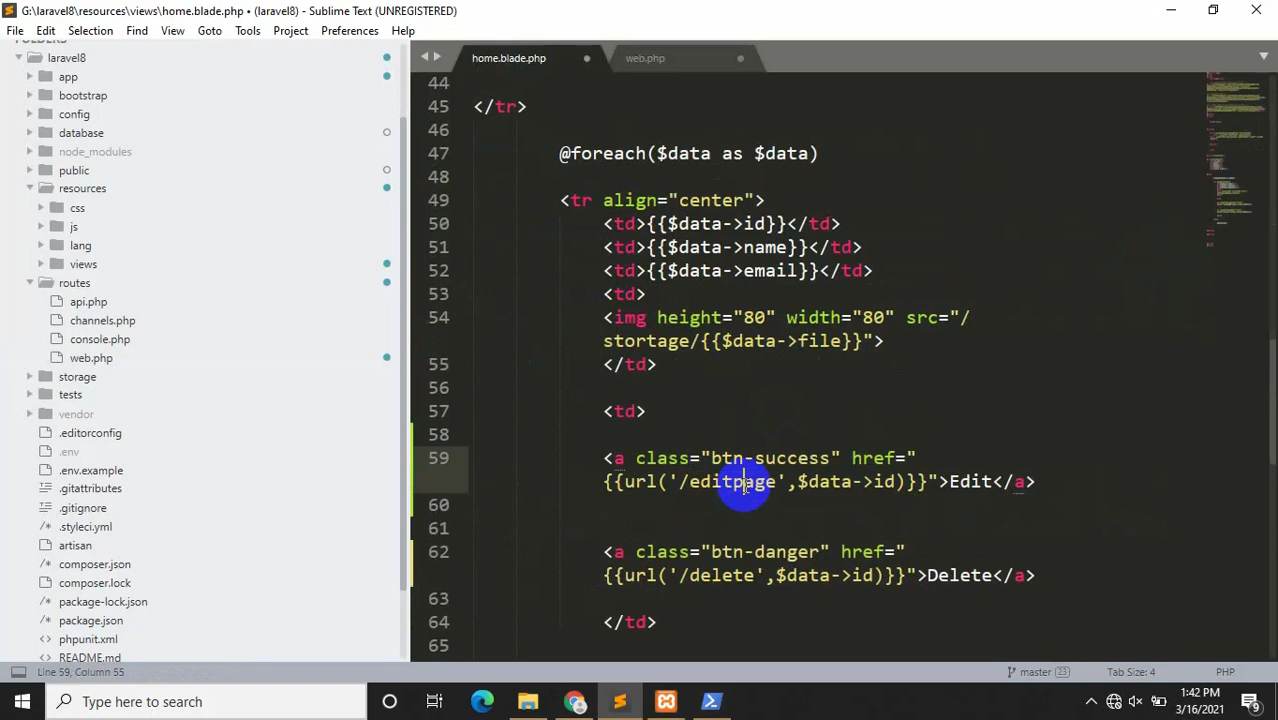 G:\laravel8\resources\views\home.blade.php • (laravel8) - Sublime Text (UNREGISTERED)
File Edit Selection Find View Goto Tools Project Preferences Help
FOLDERS
laravel8
app
bootstrap
config
database
node_modules
public
resources
css
js
lang
views
routes
api.php
channels.php
console.php
web.php
storage
tests
vendor
.editorconfig
.env
.env.example
.gitattributes
.gitignore
.styleci.yml
artisan
composer.json
composer.lock
package-lock.json
package.json
phpunit.xml
README.md
home.blade.php
web.php
44
45 </tr>
46
47 @foreach($data as $data)
48
49 <tr align="center">
50 <td>{{$data->id}}</td>
51 <td>{{$data->name}}</td>
52 <td>{{$data->email}}</td>
53 <td>
54 <img height="80" width="80" src="/
stortage/{{$data->file}}">
55 </td>
56
57 <td>
58
59 <a class="btn-success" href="
{{url('/editpage',$data->id)}}">Edit</a>
60
61
62 <a class="btn-danger" href="
{{url('/delete',$data->id)}}">Delete</a>
63
64 </td>
65
Line 59, Column 55
master 23
Tab Size: 4
PHP
Type here to search
1:42 PM
3/16/2021
9